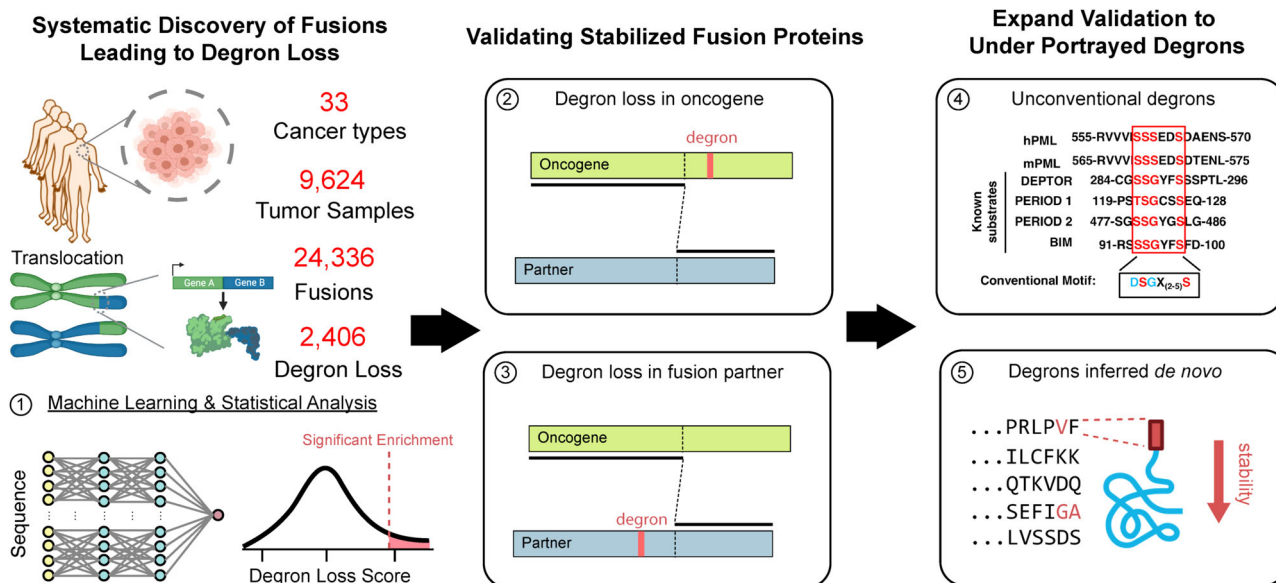 Systematic Discovery of Fusions
Leading to Degron Loss
33
Cancer types
9,624
Tumor Samples
Translocation
Gene A
Gene B
24,336
Fusions
2,406
Degron Loss
① Machine Learning & Statistical Analysis
Sequence
Significant Enrichment
Degron Loss Score
Validating Stabilized Fusion Proteins
② Degron loss in oncogene
degron
Oncogene
Partner
③ Degron loss in fusion partner
Oncogene
degron
Partner
Expand Validation to
Under Portrayed Degrons
④ Unconventional degrons
hPML 555-RVVVISSSEDSDAENS-570
mPML 565-RVVVISSSEDSDTENL-575
Known substrates
DEPTOR 284-CGSSGYFSSSPTL-296
PERIOD 1 119-PSTSGCSSEQ-128
PERIOD 2 477-SGSSGYGSLG-486
BIM 91-RSSSGYFSFD-100
Conventional Motif: DSGX(2-5)S
⑤ Degrons inferred de novo
...PRLPVF
...ILCFKK
...QTKVDQ
...SEFIGA
...LVSSDS
stability